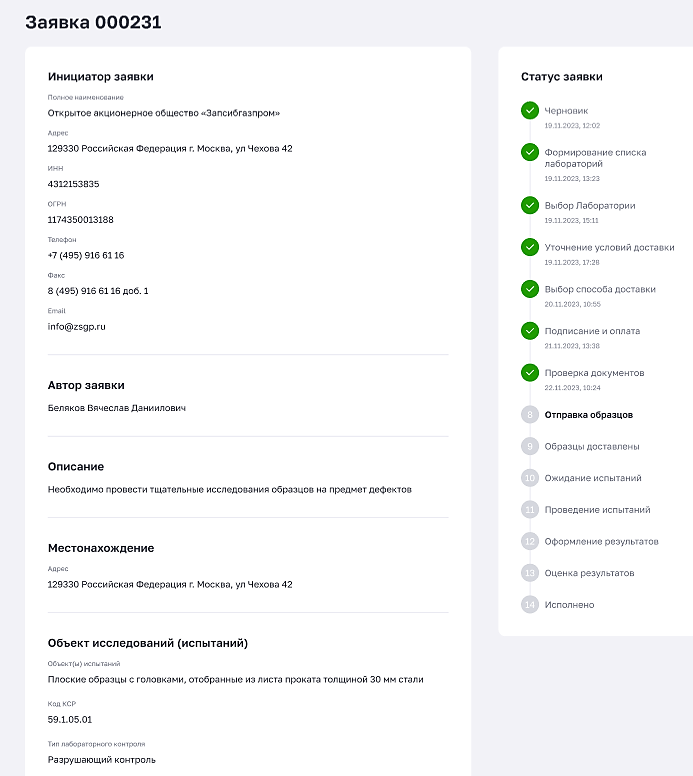 Заявка 000231
Инициатор заявки
Полное наименование
Открытое акционерное общество «Запсибгазпром»
Адрес
129330 Российская Федерация г. Москва, ул Чехова 42
ИНН
4312153835
ОГРН
1174350013188
Телефон
+7 (495) 916 61 16
Факс
8 (495) 916 61 16 доб. 1
Email
info@zsgp.ru
Автор заявки
Беляков Вячеслав Даниилович
Описание
Необходимо провести тщательные исследования образцов на предмет дефектов
Местонахождение
Адрес
129330 Российская Федерация г. Москва, ул Чехова 42
Объект исследований (испытаний)
Объект(ы) испытаний
Плоские образцы с головками, отобранные из листа проката толщиной 30 мм стали
Код КСР
59.1.05.01
Тип лабораторного контроля
Разрушающий контроль
Статус заявки
Черновик
19.11.2023, 12:02
Формирование списка
лабораторий
19.11.2023, 13:23
Выбор Лаборатории
19.11.2023, 15:11
Уточнение условий доставки
19.11.2023, 17:28
Выбор способа доставки
20.11.2023, 10:55
Подписание и оплата
21.11.2023, 13:38
Проверка документов
22.11.2023, 10:24
8 Отправка образцов
9 Образцы доставлены
10 Ожидание испытаний
11 Проведение испытаний
12 Оформление результатов
13 Оценка результатов
14 Исполнено